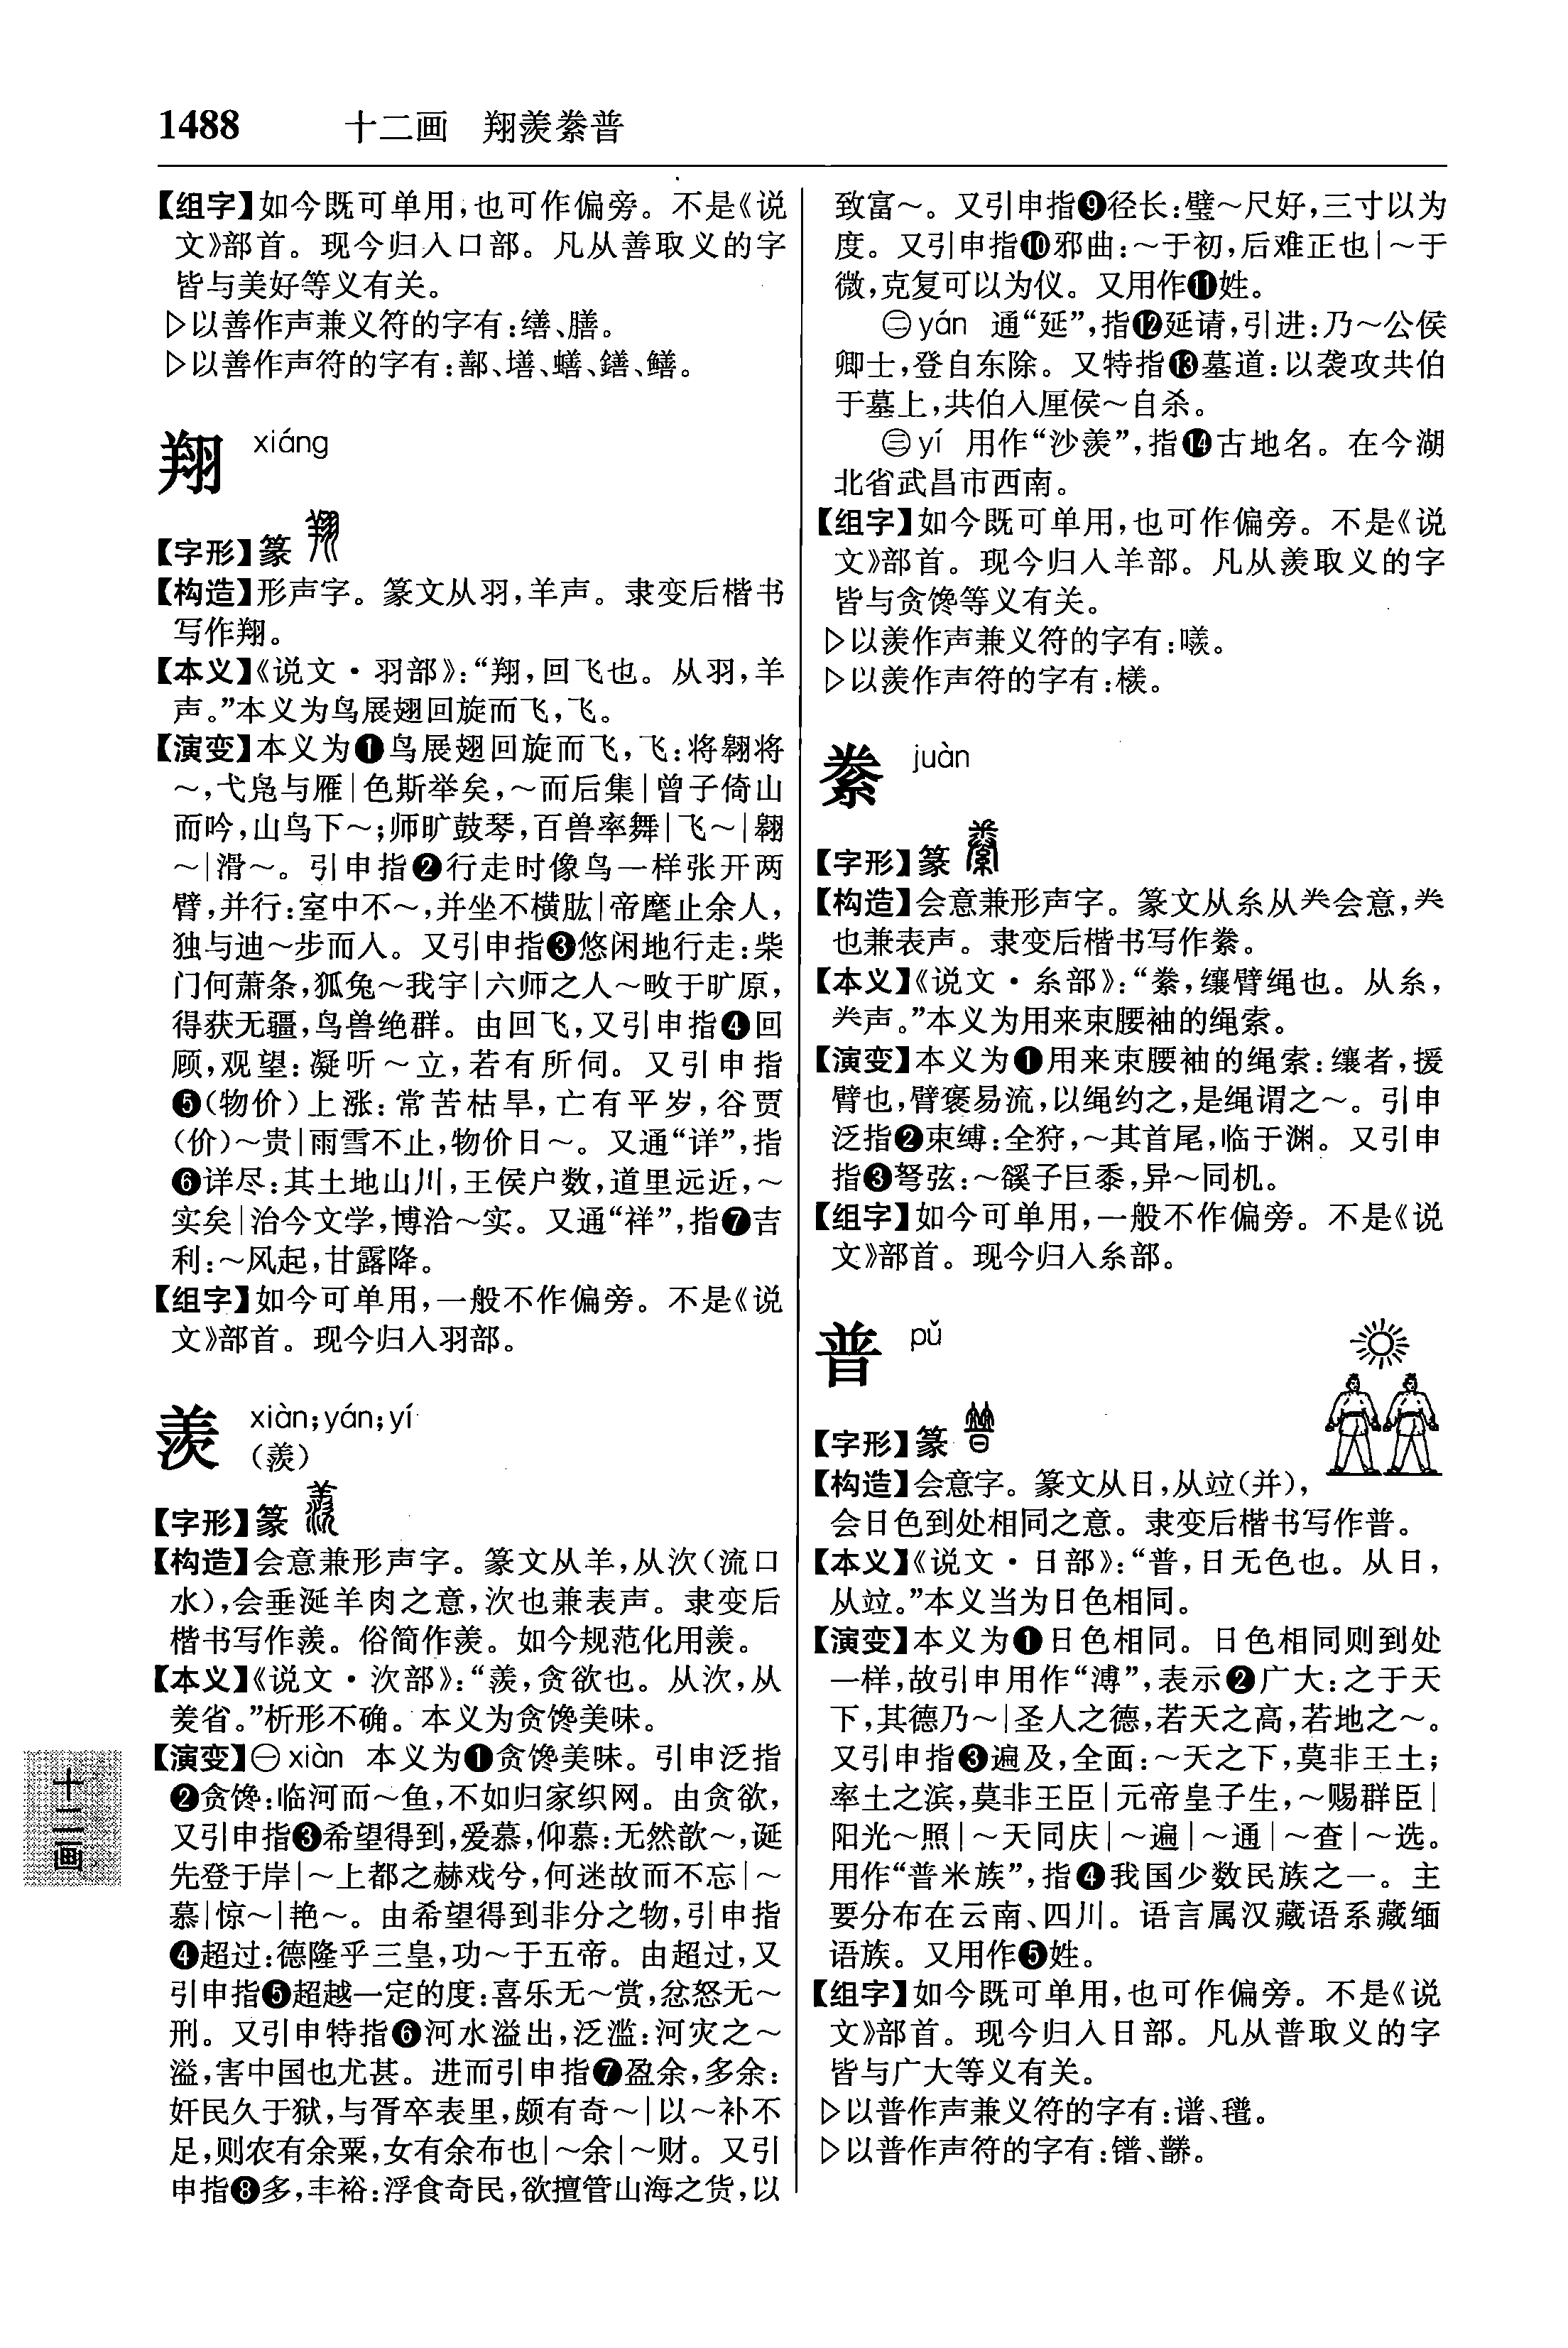 1488 十二画 翔羡絭普
【组字】如今既可单用,也可作偏旁。不是《说
文》部首。现今归入口部。凡从善取义的字
皆与美好等义有关。
▷以善作声兼义符的字有:缮、膳。
▷以善作声符的字有:鄯、墡、蟮、鐥、鳝。
翔 xiáng
【字形】篆
【构造】形声字。篆文从羽,羊声。隶变后楷书
写作翔。
【本义】《说文·羽部》:“翔,回飞也。从羽,羊
声。”本义为鸟展翅回旋而飞,飞。
【演变】本义为❶鸟展翅回旋而飞,飞:将翱将
～,弋凫与雁|色斯举矣,～而后集|曾子倚山
而吟,山鸟下～;师旷鼓琴,百兽率舞|飞～|翱
～|滑～。引申指❷行走时像鸟一样张开两
臂,并行:室中不～,并坐不横肱|帝麾止余人,
独与迪～步而入。又引申指❸悠闲地行走:柴
门何萧条,狐兔～我宇|六师之人～畋于旷原,
得获无疆,鸟兽绝群。由回飞,又引申指❹回
顾,观望:凝听～立,若有所伺。又引申指
❺(物价)上涨:常苦枯旱,亡有平岁,谷贾
(价)～贵|雨雪不止,物价日～。又通“详”,指
❻详尽:其土地山川,王侯户数,道里远近,～
实矣|治今文学,博洽～实。又通“祥”,指❼吉
利:～风起,甘露降。
【组字】如今可单用,一般不作偏旁。不是《说
文》部首。现今归入羽部。
羡 xiàn;yán;yí
(羨)
【字形】篆
【构造】会意兼形声字。篆文从羊,从㳄(流口
水),会垂涎羊肉之意,㳄也兼表声。隶变后
楷书写作羨。俗简作羡。如今规范化用羡。
【本义】《说文·㳄部》:“羨,贪欲也。从㳄,从
羑省。”析形不确。本义为贪馋美味。
【演变】㊀xiàn 本义为❶贪馋美味。引申泛指
❷贪馋:临河而～鱼,不如归家织网。由贪欲,
又引申指❸希望得到,爱慕,仰慕:无然歆～,诞
先登于岸|～上都之赫戏兮,何迷故而不忘|～
慕|惊～|艳～。由希望得到非分之物,引申指
❹超过:德隆乎三皇,功～于五帝。由超过,又
引申指❺超越一定的度:喜乐无～赏,忿怒无～
刑。又引申特指❻河水溢出,泛滥:河灾之～
溢,害中国也尤甚。进而引申指❼盈余,多余:
奸民久于狱,与胥卒表里,颇有奇～|以～补不
足,则农有余粟,女有余布也|～余|～财。又引
申指❽多,丰裕:浮食奇民,欲擅管山海之货,以
致富～。又引申指❾径长:璧～尺好,三寸以为
度。又引申指❿邪曲:～于初,后难正也|～于
微,克复可以为仪。又用作⓫姓。
㊁yán 通“延”,指⓬延请,引进:乃～公侯
卿士,登自东除。又特指⓭墓道:以袭攻共伯
于墓上,共伯入厘侯～自杀。
㊂yí 用作“沙羡”,指⓮古地名。在今湖
北省武昌市西南。
【组字】如今既可单用,也可作偏旁。不是《说
文》部首。现今归入羊部。凡从羡取义的字
皆与贪馋等义有关。
▷以羡作声兼义符的字有:㗨。
▷以羡作声符的字有:樣。
絭 juàn
【字形】篆
【构造】会意兼形声字。篆文从糸从龹会意,龹
也兼表声。隶变后楷书写作絭。
【本义】《说文·糸部》:“絭,缠臂绳也。从糸,
龹声。”本义为用来束腰袖的绳索。
【演变】本义为❶用来束腰袖的绳索:缠者,援
臂也,臂褒易流,以绳约之,是绳谓之～。引申
泛指❷束缚:全狩,～其首尾,临于渊。又引申
指❸弩弦:～豀子巨黍,异～同机。
【组字】如今可单用,一般不作偏旁。不是《说
文》部首。现今归入糸部。
普 pǔ
【字形】篆
【构造】会意字。篆文从日,从竝(并),
会日色到处相同之意。隶变后楷书写作普。
【本义】《说文·日部》:“普,日无色也。从日,
从竝。”本义当为日色相同。
【演变】本义为❶日色相同。日色相同则到处
一样,故引申用作“溥”,表示❷广大:之于天
下,其德乃～|圣人之德,若天之高,若地之～。
又引申指❸遍及,全面:～天之下,莫非王土;
率土之滨,莫非王臣|元帝皇子生,～赐群臣|
阳光～照|～天同庆|～遍|～通|～查|～选。
用作“普米族”,指❹我国少数民族之一。主
要分布在云南、四川。语言属汉藏语系藏缅
语族。又用作❺姓。
【组字】如今既可单用,也可作偏旁。不是《说
文》部首。现今归入日部。凡从普取义的字
皆与广大等义有关。
▷以普作声兼义符的字有:谱、氆。
▷以普作声符的字有:镨、。
十二画